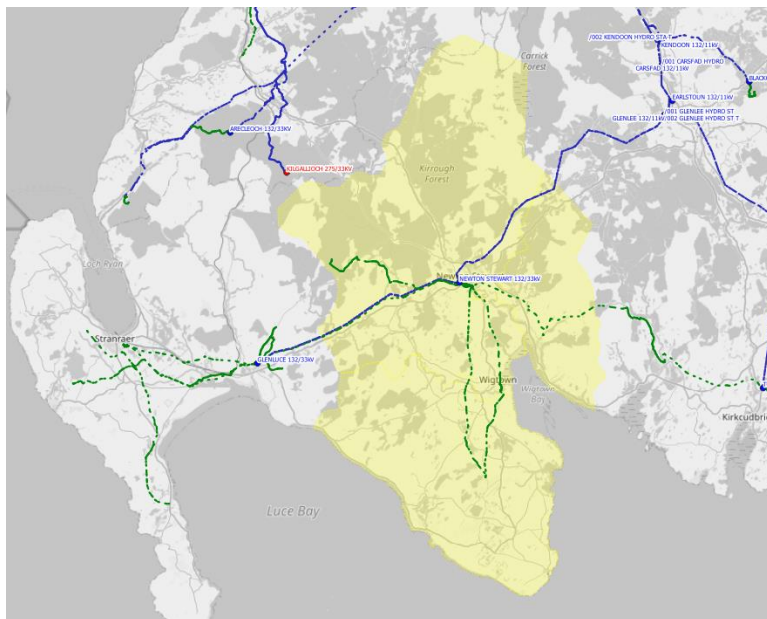 Carrick
Forest
/002 KENDOON HYDRO STA T
KENDOON 132/11kV
/001 CARSFAD HYDRO
CARSFAD 132/11kV
EARLSTOUN 132/11kV
/001 GLENLEE HYDRO ST
GLENLEE 132/11kV
/002 GLENLEE HYDRO ST T
ARECLEOCH 132/33KV
KILGALLIOCH 275/33KV
Kirrough
Forest
Loch Ryan
NEWTON STEWART 132/33kV
Stranraer
GLENLUCE 132/33kV
Wigtown
Wigtown
Bay
Kirkcudbri
Luce Bay